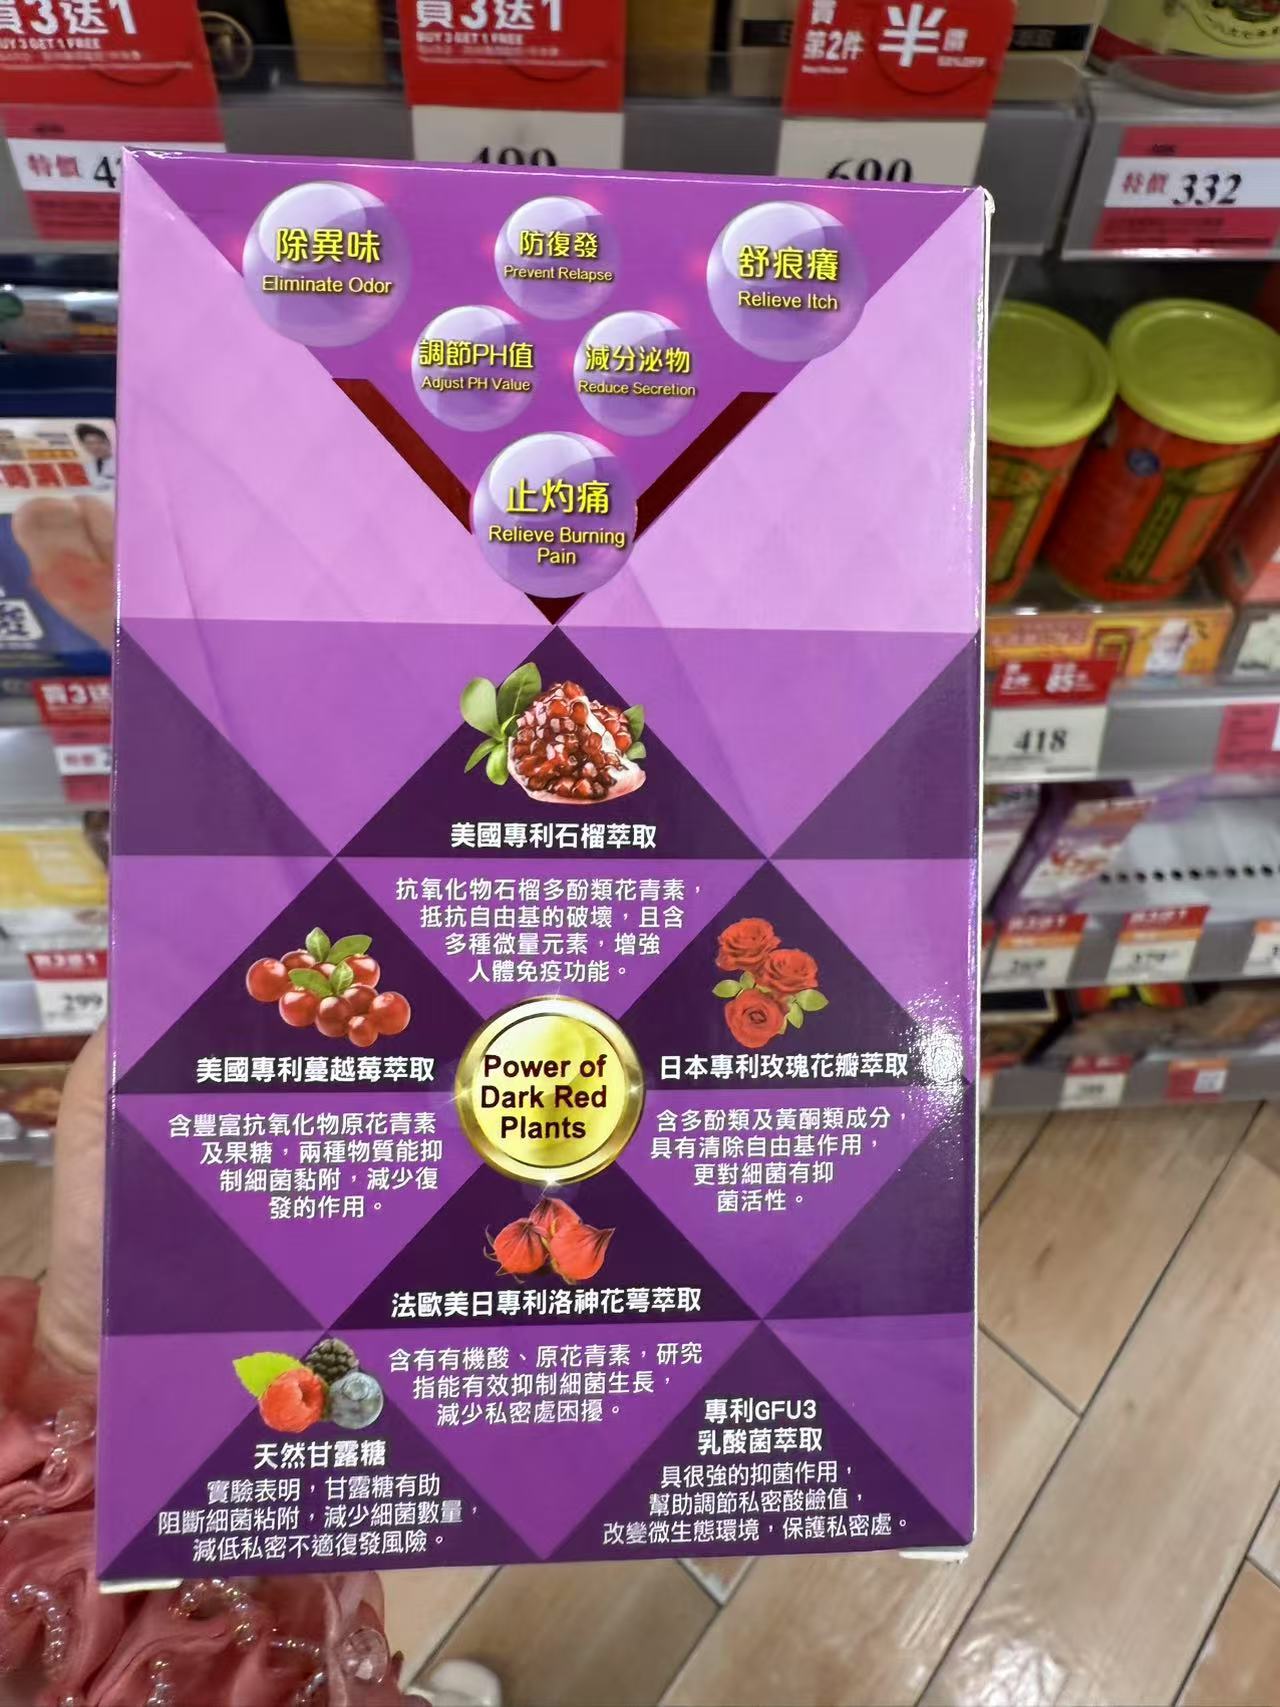 買3送1
BUY 3 GET 1 FREE
買3送1
BUY 3 GET 1 FREE
買
第2件
半價
特價
特價 332
除異味
Eliminate Odor
防復發
Prevent Relapse
舒痕癢
Relieve Itch
調節PH值
Adjust PH Value
減分泌物
Reduce Secretion
止灼痛
Relieve Burning
Pain
美國專利石榴萃取
抗氧化物石榴多酚類花青素，
抵抗自由基的破壞，且含
多種微量元素，增強
人體免疫功能。
美國專利蔓越莓萃取
含豐富抗氧化物原花青素
及果糖，兩種物質能抑
制細菌黏附，減少復
發的作用。
Power of
Dark Red
Plants
日本專利玫瑰花瓣萃取
含多酚類及黃酮類成分，
具有清除自由基作用，
更對細菌有抑
菌活性。
法歐美日專利洛神花萼萃取
含有有機酸、原花青素，研究
指能有效抑制細菌生長，
減少私密處困擾。
天然甘露糖
實驗表明，甘露糖有助
阻斷細菌粘附，減少細菌數量，
減低私密不適復發風險。
專利GFU3
乳酸菌萃取
具很強的抑菌作用，
幫助調節私密酸鹼值，
改變微生態環境，保護私密處。
418
299
買3送